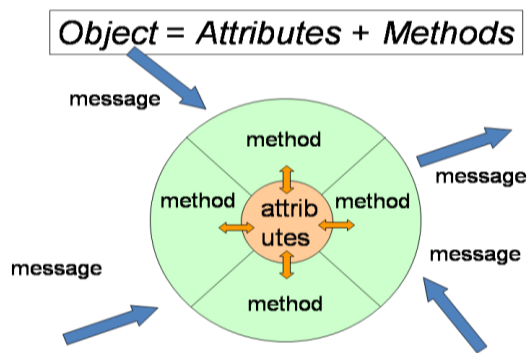 Object = Attributes + Methods
message
method
message
method
attrib
utes
method
message
message
method